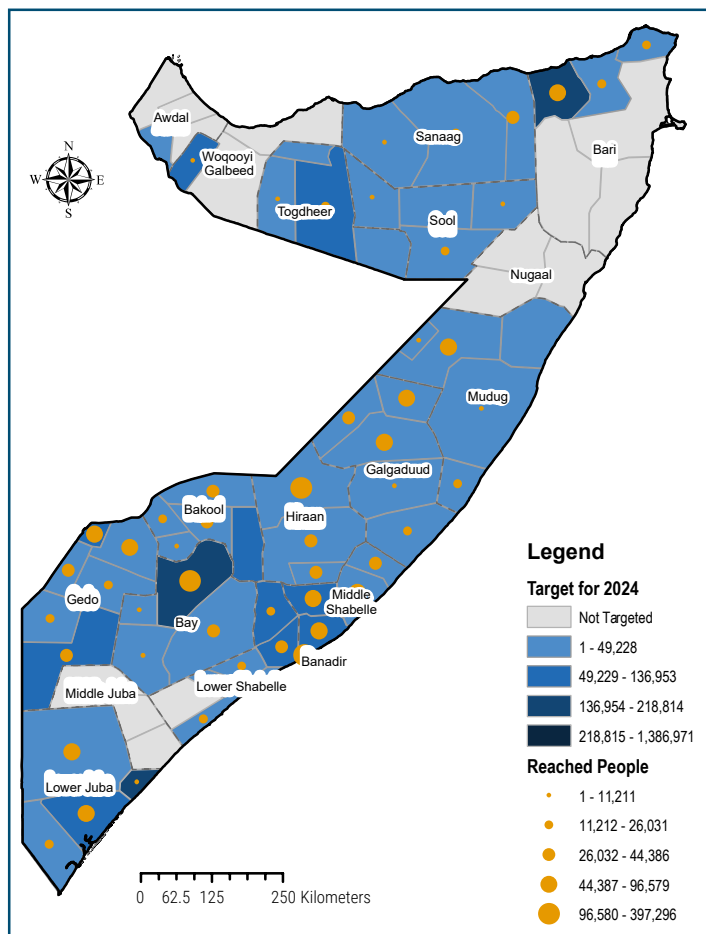 Awdal
Woqooyi
Galbeed
Sanaag
Bari
Togdheer
Sool
Nugaal
N
W
E
S
Mudug
Galgaduud
Bakool
Hiraan
Gedo
Bay
Middle
Shabelle
Banadir
Lower Shabelle
Middle Juba
Lower Juba
Legend
Target for 2024
Not Targeted
1 - 49,228
49,229 - 136,953
136,954 - 218,814
218,815 - 1,386,971
Reached People
1 - 11,211
11,212 - 26,031
26,032 - 44,386
44,387 - 96,579
96,580 - 397,296
0 62.5 125 250 Kilometers